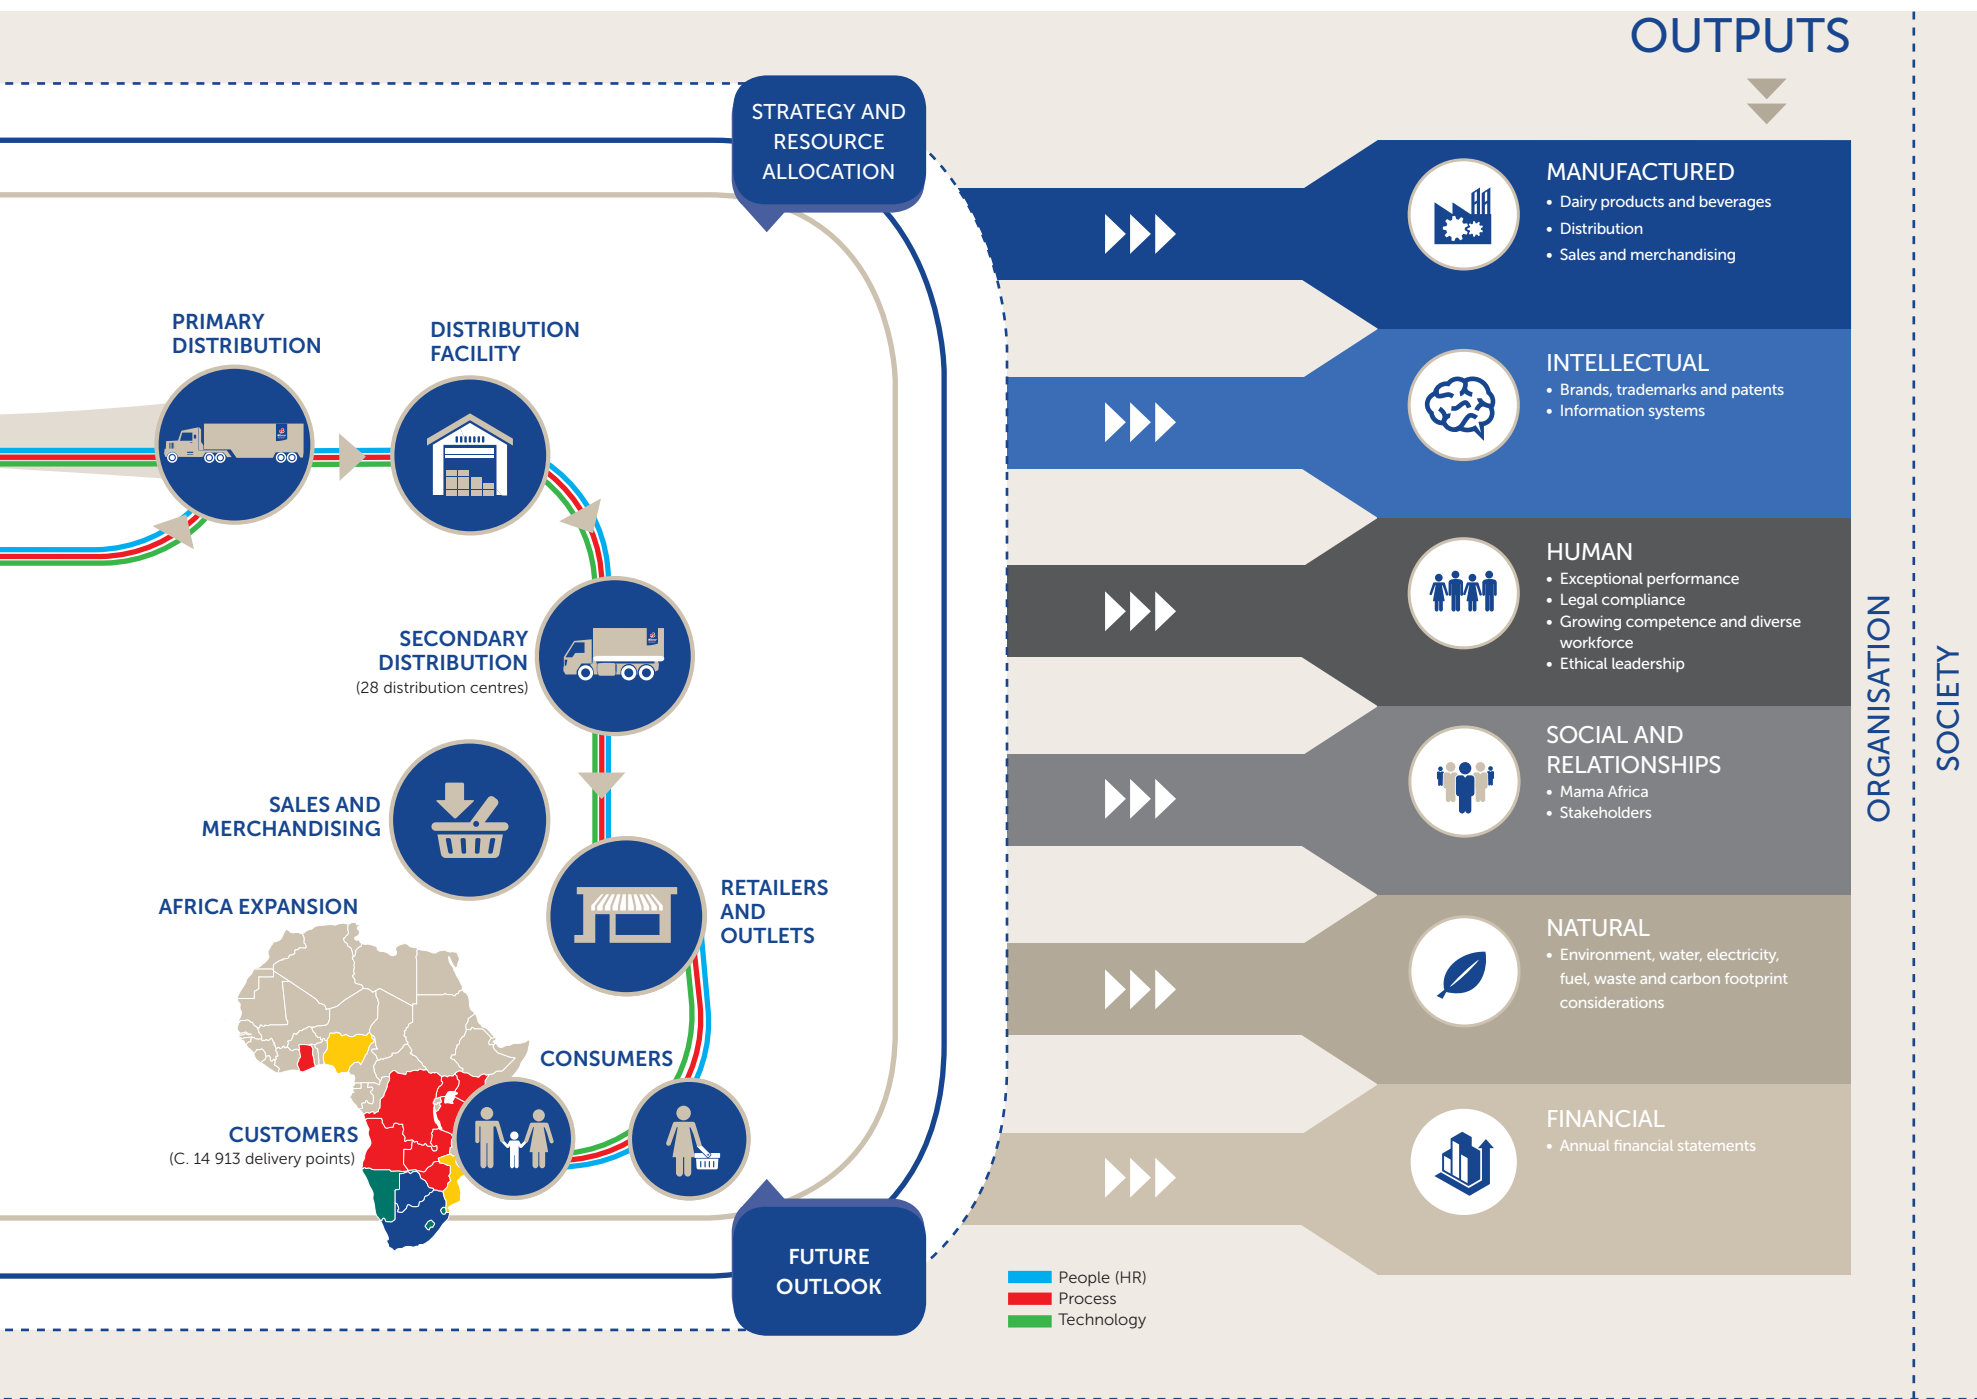 OUTPUTS
STRATEGY AND
RESOURCE
ALLOCATION
PRIMARY
DISTRIBUTION
DISTRIBUTION
FACILITY
SECONDARY
DISTRIBUTION
(28 distribution centres)
SALES AND
MERCHANDISING
RETAILERS
AND
OUTLETS
AFRICA EXPANSION
CONSUMERS
CUSTOMERS
(C. 14 913 delivery points)
FUTURE
OUTLOOK
MANUFACTURED
• Dairy products and beverages
• Distribution
• Sales and merchandising
INTELLECTUAL
• Brands, trademarks and patents
• Information systems
HUMAN
• Exceptional performance
• Legal compliance
• Growing competence and diverse
workforce
• Ethical leadership
SOCIAL AND
RELATIONSHIPS
• Mama Africa
• Stakeholders
NATURAL
• Environment, water, electricity,
fuel, waste and carbon footprint
considerations
FINANCIAL
• Annual financial statements
People (HR)
Process
Technology
ORGANISATION
SOCIETY